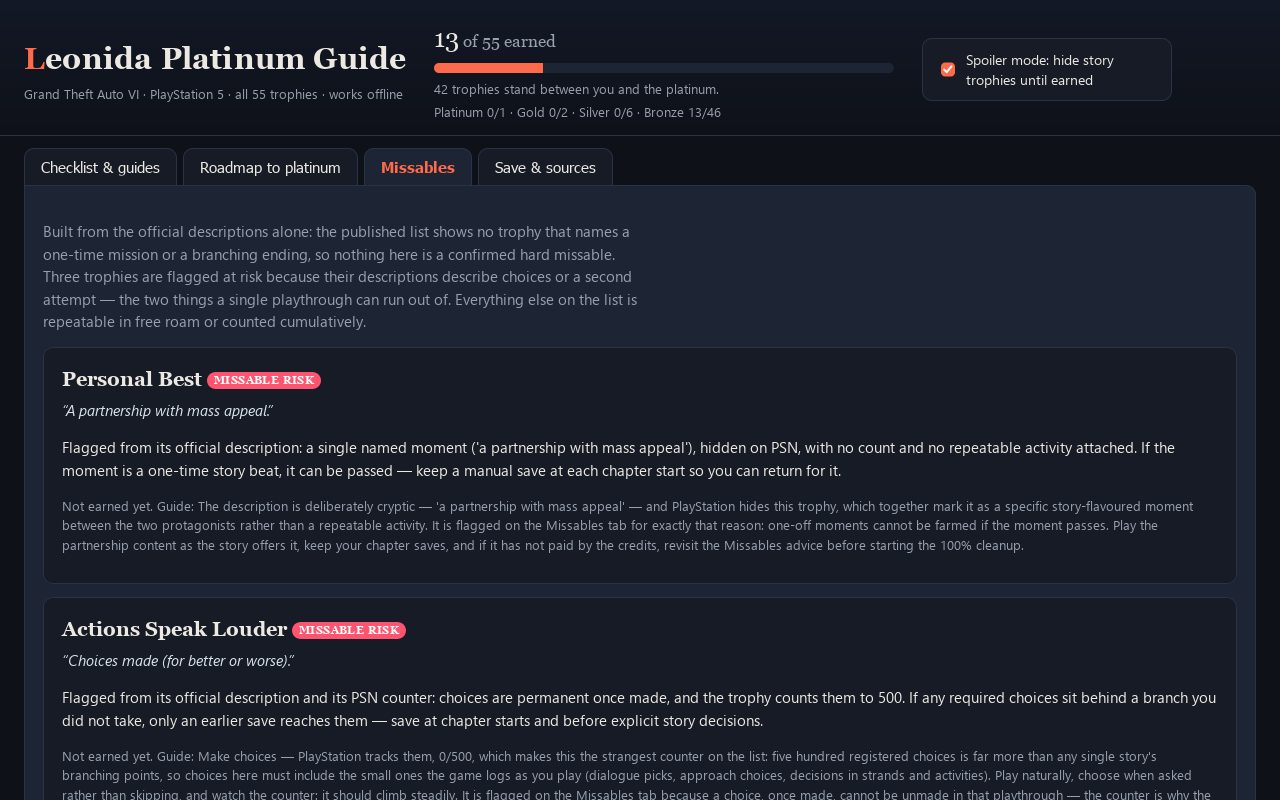 Leonida Platinum Guide
Grand Theft Auto VI · PlayStation 5 · all 55 trophies · works offline
13 of 55 earned
42 trophies stand between you and the platinum.
Platinum 0/1 · Gold 0/2 · Silver 0/6 · Bronze 13/46
Spoiler mode: hide story
trophies until earned
Checklist & guides
Roadmap to platinum
Missables
Save & sources
Built from the official descriptions alone: the published list shows no trophy that names a
one-time mission or a branching ending, so nothing here is a confirmed hard missable.
Three trophies are flagged at risk because their descriptions describe choices or a second
attempt — the two things a single playthrough can run out of. Everything else on the list is
repeatable in free roam or counted cumulatively.
Personal Best MISSABLE RISK
“A partnership with mass appeal.”
Flagged from its official description: a single named moment ('a partnership with mass appeal'), hidden on PSN, with no count and no repeatable activity attached. If the
moment is a one-time story beat, it can be passed — keep a manual save at each chapter start so you can return for it.
Not earned yet. Guide: The description is deliberately cryptic — 'a partnership with mass appeal' — and PlayStation hides this trophy, which together mark it as a specific story-flavoured moment
between the two protagonists rather than a repeatable activity. It is flagged on the Missables tab for exactly that reason: one-off moments cannot be farmed if the moment passes. Play the
partnership content as the story offers it, keep your chapter saves, and if it has not paid by the credits, revisit the Missables advice before starting the 100% cleanup.
Actions Speak Louder MISSABLE RISK
“Choices made (for better or worse).”
Flagged from its official description and its PSN counter: choices are permanent once made, and the trophy counts them to 500. If any required choices sit behind a branch you
did not take, only an earlier save reaches them — save at chapter starts and before explicit story decisions.
Not earned yet. Guide: Make choices — PlayStation tracks them, 0/500, which makes this the strangest counter on the list: five hundred registered choices is far more than any single story's
branching points, so choices here must include the small ones the game logs as you play (dialogue picks, approach choices, decisions in strands and activities). Play naturally, choose when asked
rather than skipping, and watch the counter: it should climb steadily. It is flagged on the Missables tab because a choice, once made, cannot be unmade in that playthrough — the counter is why the